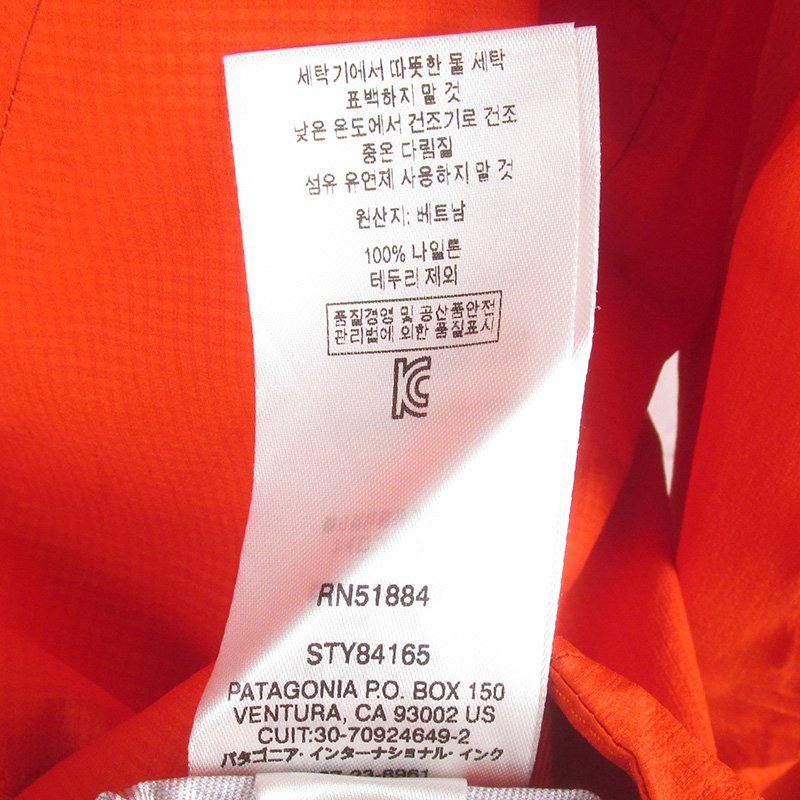 세탁기에서 따뜻한 물 세탁
표백하지 말 것
낮은 온도에서 건조기로 건조
중온 다림질
섬유 유연제 사용하지 말 것
원산지: 베트남
100% 나일론
테두리 제외
품질경영 및 공산품안전
관리법에 의한 품질표시
RN51884
STY84165
PATAGONIA P.O. BOX 150
VENTURA, CA 93002 US
CUIT:30-70924649-2
パタゴニア・インターナショナル・インク